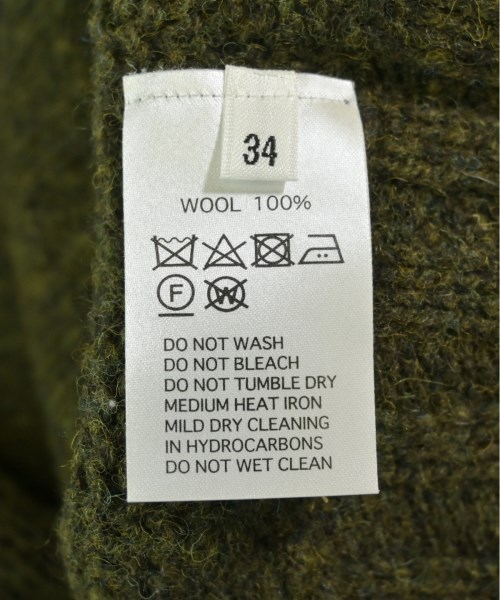 34
WOOL 100%
F W
DO NOT WASH
DO NOT BLEACH
DO NOT TUMBLE DRY
MEDIUM HEAT IRON
MILD DRY CLEANING
IN HYDROCARBONS
DO NOT WET CLEAN